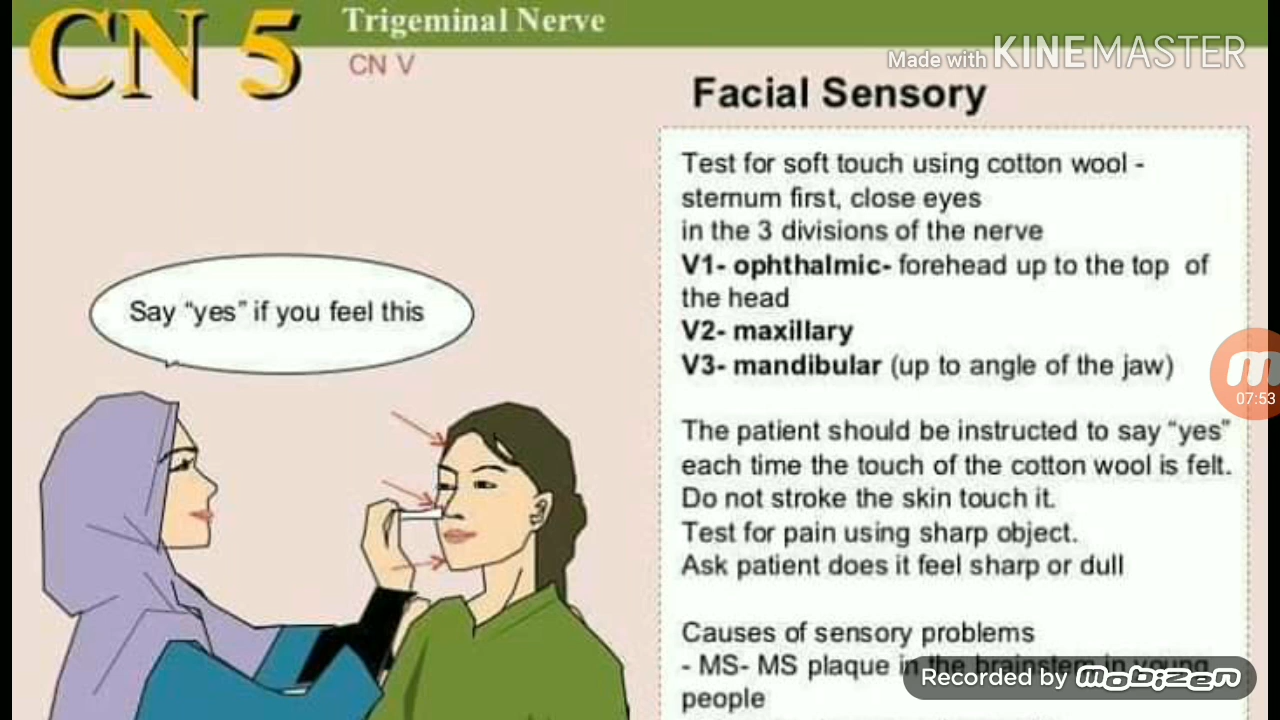 CN 5
Trigeminal Nerve
CN V
Made with KINEMASTER
Facial Sensory
Test for soft touch using cotton wool -
sternum first, close eyes
in the 3 divisions of the nerve
V1- ophthalmic- forehead up to the top of
the head
V2- maxillary
V3- mandibular (up to angle of the jaw)
The patient should be instructed to say “yes”
each time the touch of the cotton wool is felt.
Do not stroke the skin touch it.
Test for pain using sharp object.
Ask patient does it feel sharp or dull
Causes of sensory problems
- MS- MS plaque in the brainstem in young
people
Say “yes” if you feel this
07:53
Recorded by mobizen